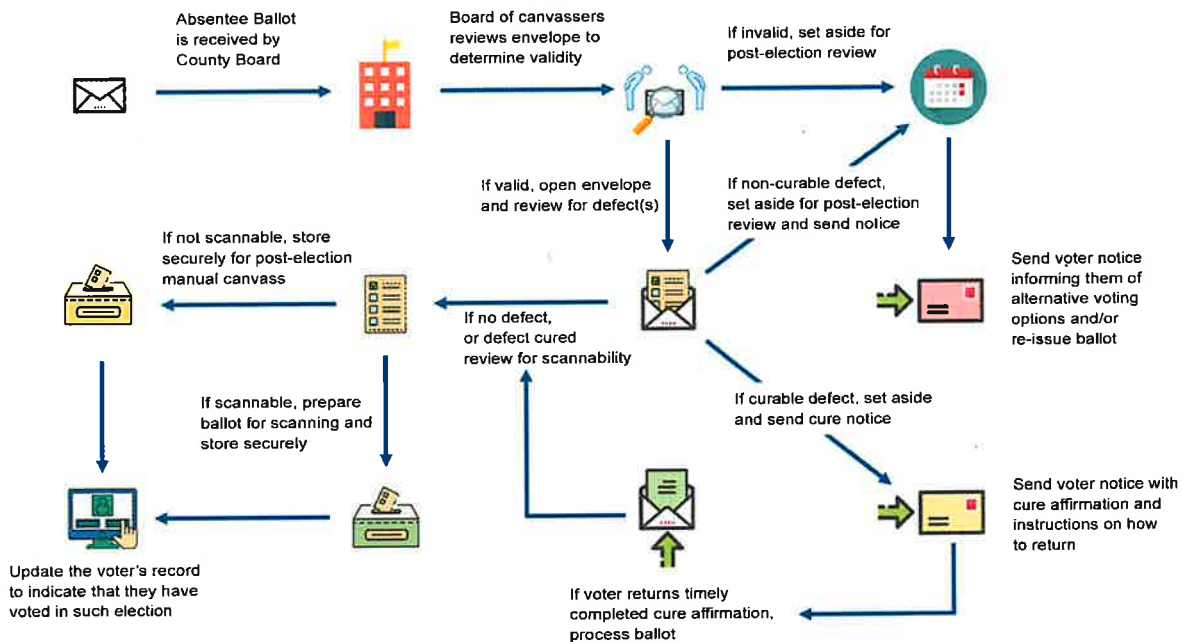 Absentee Ballot
is received by
County Board
Board of canvassers
reviews envelope to
determine validity
If invalid, set aside for
post-election review
If valid, open envelope
and review for defect(s)
If non-curable defect,
set aside for post-election
review and send notice
If not scannable, store
securely for post-election
manual canvass
Send voter notice
informing them of
alternative voting
options and/or
re-issue ballot
If no defect,
or defect cured
review for scannability
If scannable, prepare
ballot for scanning and
store securely
If curable defect, set aside
and send cure notice
Send voter notice with
cure affirmation and
instructions on how
to return
Update the voter's record
to indicate that they have
voted in such election
If voter returns timely
completed cure affirmation,
process ballot